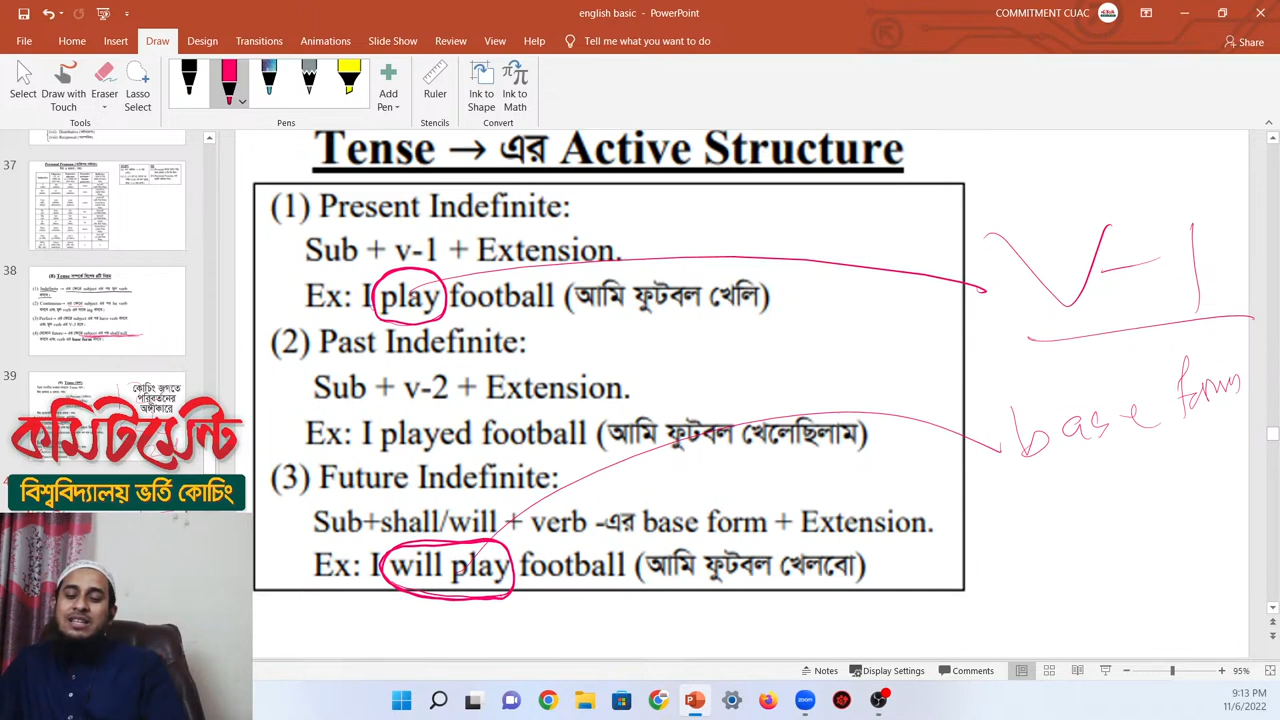 english basic - PowerPoint
COMMITMENT CUAC
File Home Insert Draw Design Transitions Animations Slide Show Review View Help Tell me what you want to do
Share
Select
Draw with Touch
Eraser
Lasso Select
Add Pen
Ruler
Ink to Shape
Ink to Math
Tools
Pens
Stencils
Convert
37
38
39
Tense → এর Active Structure
(1) Present Indefinite:
Sub + v-1 + Extension.
Ex: I play football (আমি ফুটবল খেলি)
(2) Past Indefinite:
Sub + v-2 + Extension.
Ex: I played football (আমি ফুটবল খেলেছিলাম)
(3) Future Indefinite:
Sub+shall/will + verb -এর base form + Extension.
Ex: I will play football (আমি ফুটবল খেলবো)
V-1
base form
কোচিং জগতে
পরিবর্তনের
অঙ্গীকারে
কমিটমেন্ট
বিশ্ববিদ্যালয় ভর্তি কোচিং
Notes Display Settings Comments 95%
9:13 PM
11/6/2022